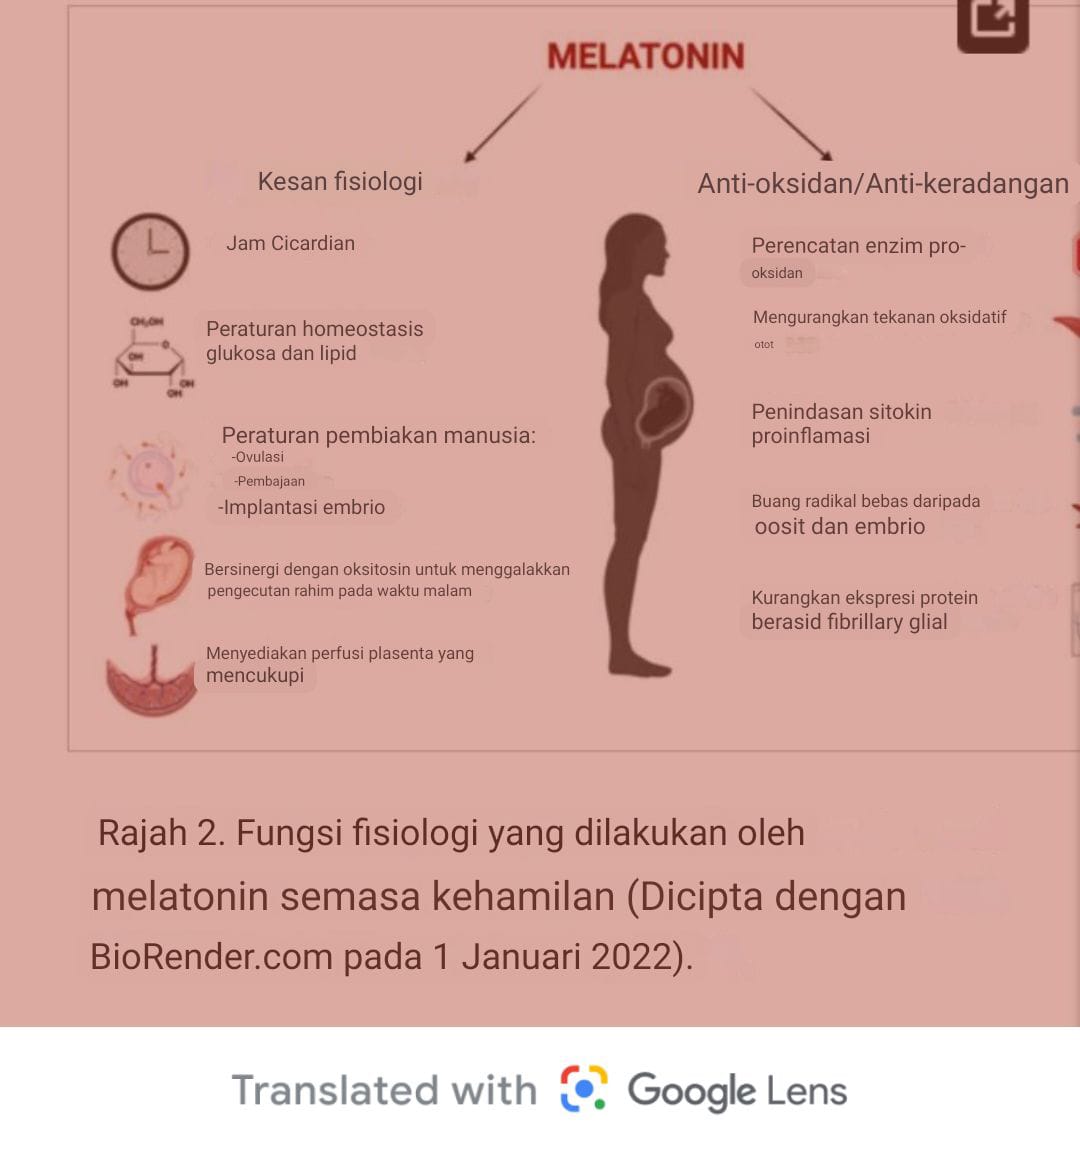 MELATONIN
Kesan fisiologi
Jam Cicardian
CH₂OH
O
OH
OH
OH
OH
Peraturan homeostasis
glukosa dan lipid
Peraturan pembiakan manusia:
-Ovulasi
-Pembajaan
-Implantasi embrio
Bersinergi dengan oksitosin untuk menggalakkan
pengecutan rahim pada waktu malam
Menyediakan perfusi plasenta yang
mencukupi
Anti-oksidan/Anti-keradangan
Perencatan enzim pro-
oksidan
Mengurangkan tekanan oksidatif
otot
Penindasan sitokin
proinflamasi
Buang radikal bebas daripada
oosit dan embrio
Kurangkan ekspresi protein
berasid fibrillary glial
Rajah 2. Fungsi fisiologi yang dilakukan oleh
melatonin semasa kehamilan (Dicipta dengan
BioRender.com pada 1 Januari 2022).
Translated with Google Lens